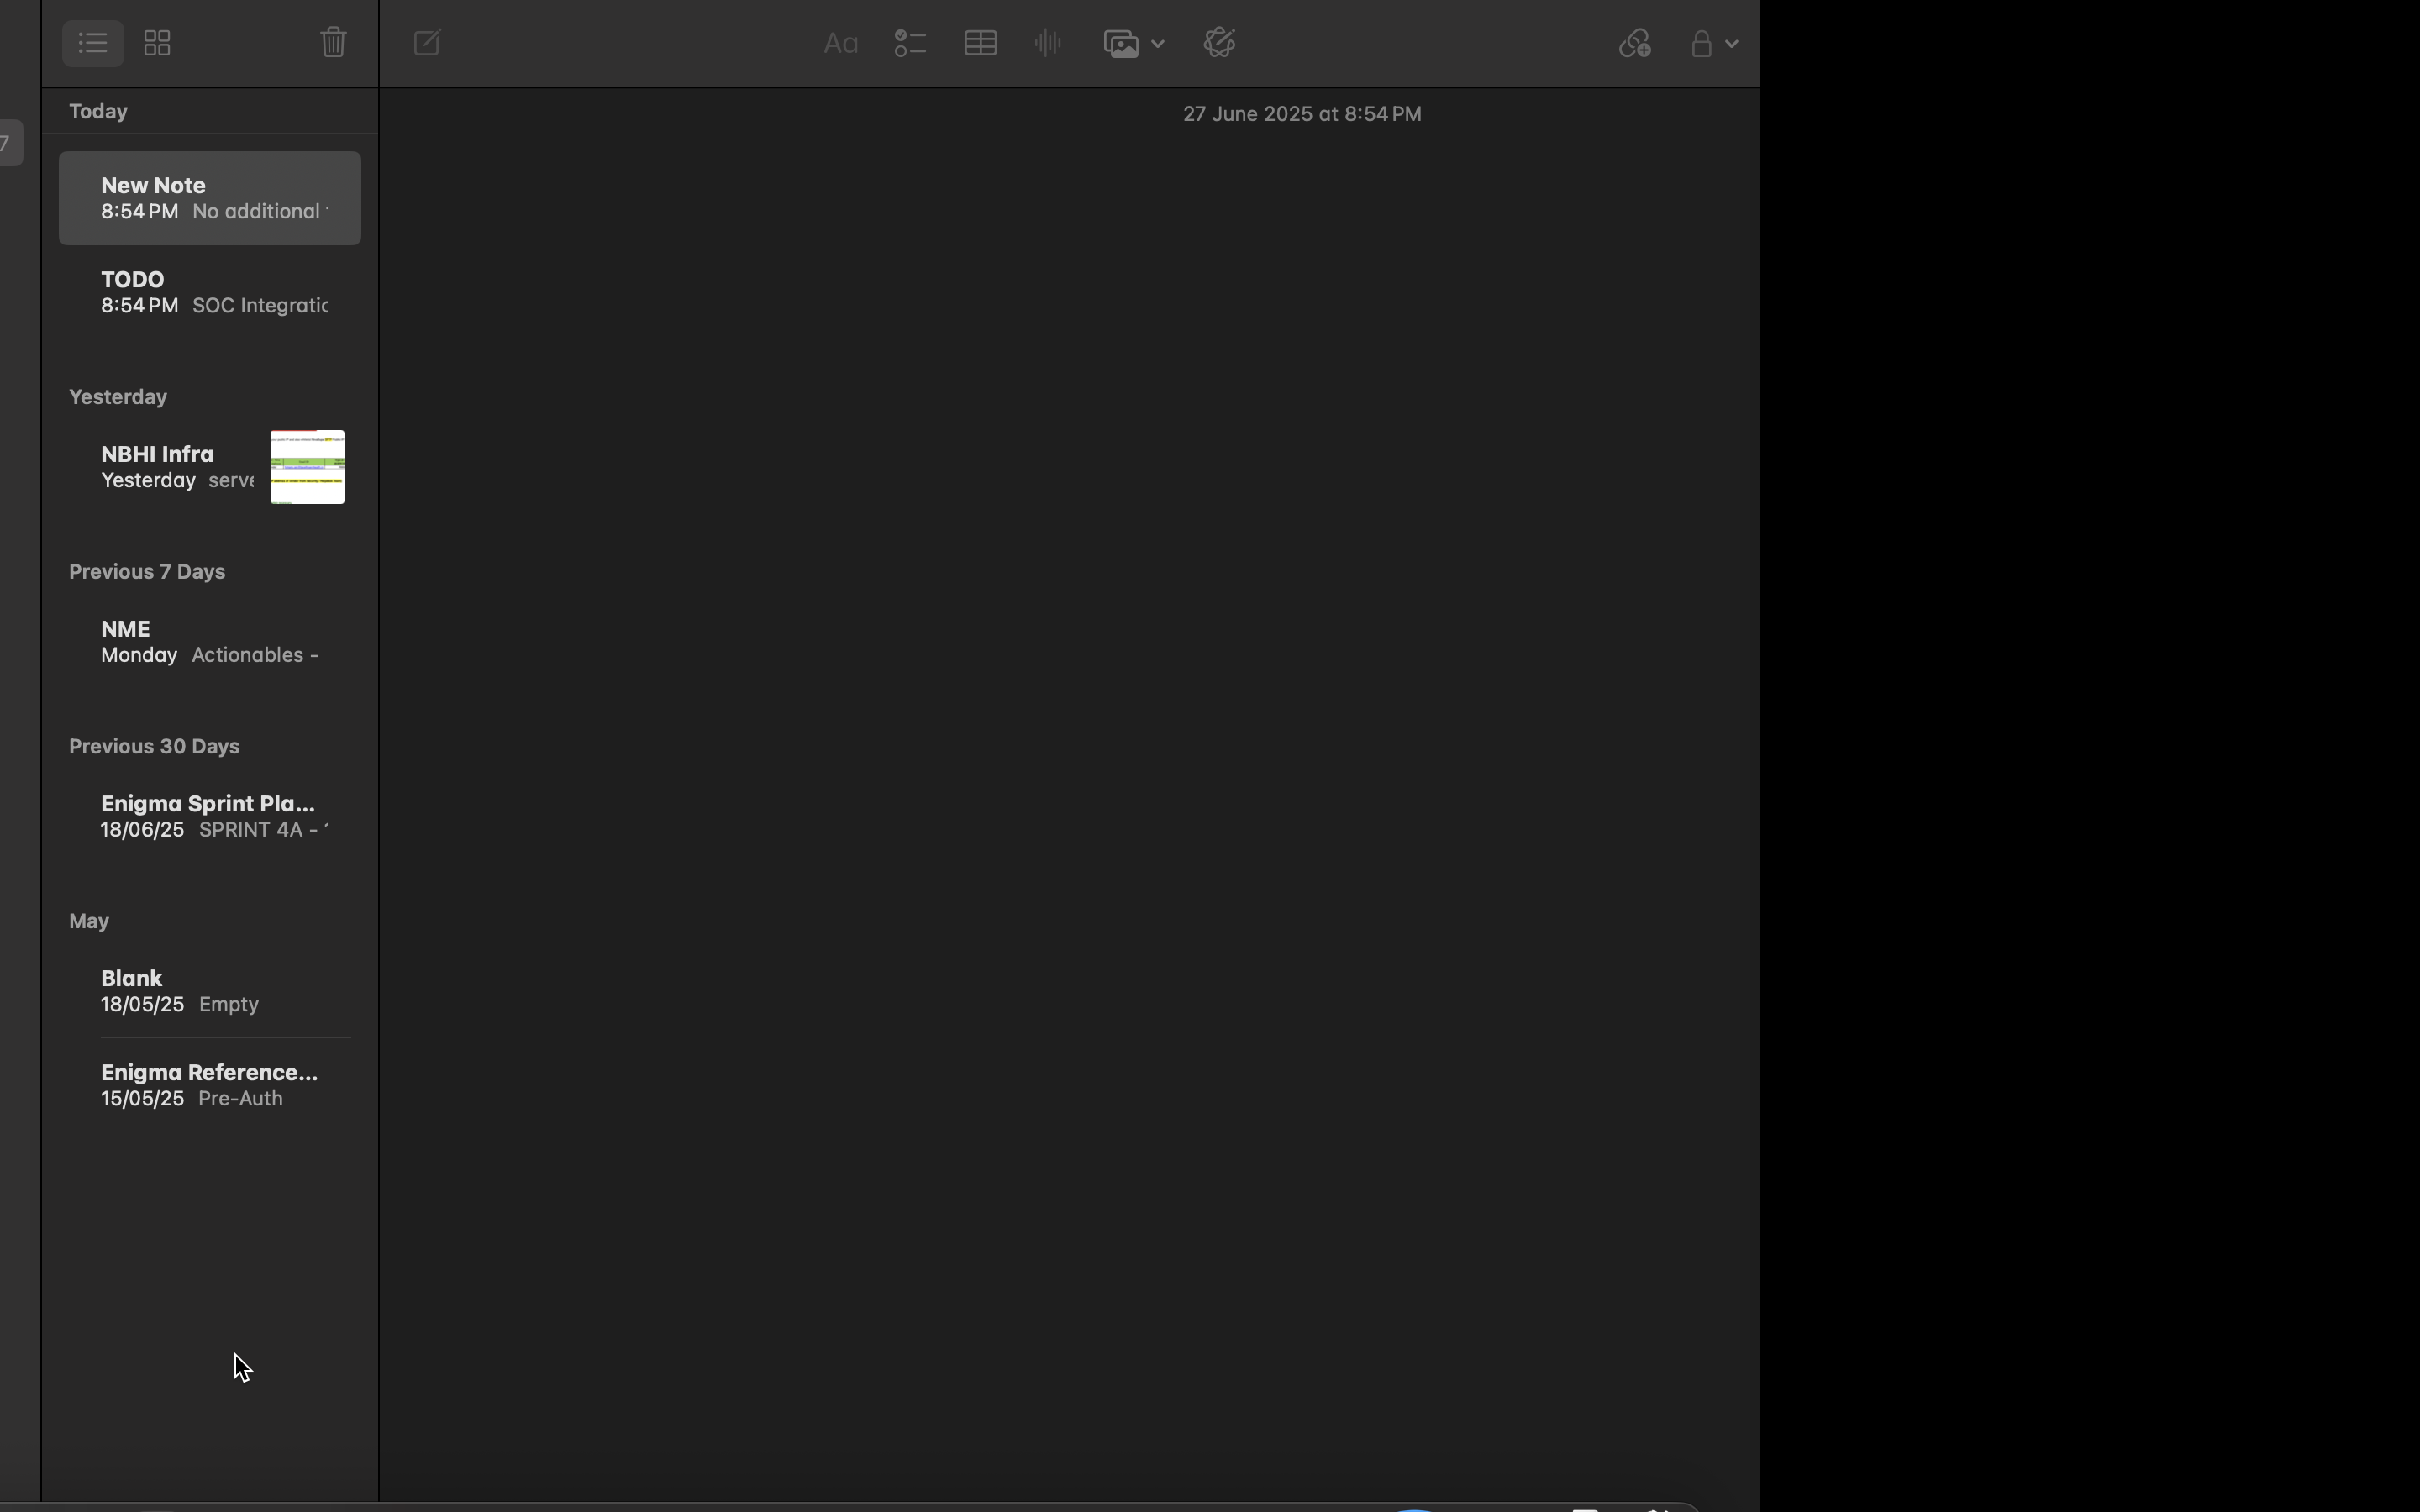 Aa
7
Today
27 June 2025 at 8:54 PM
New Note
8:54 PM No additional
TODO
8:54 PM SOC Integratic
Yesterday
NBHI Infra
Yesterday serve
Previous 7 Days
NME
Monday Actionables -
Previous 30 Days
Enigma Sprint Pla...
18/06/25 SPRINT 4A -
May
Blank
18/05/25 Empty
Enigma Reference...
15/05/25 Pre-Auth